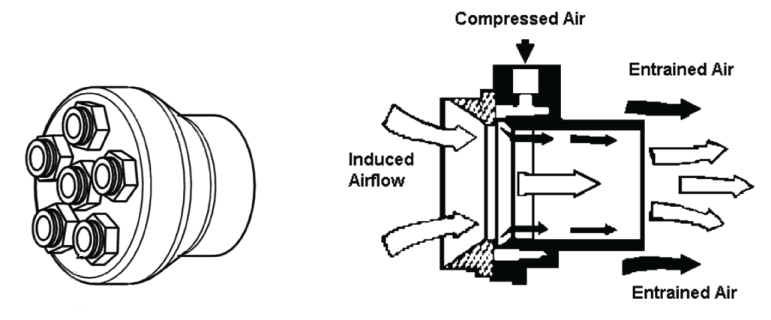 Compressed Air
Entrained Air
Induced
Airflow
Entrained Air